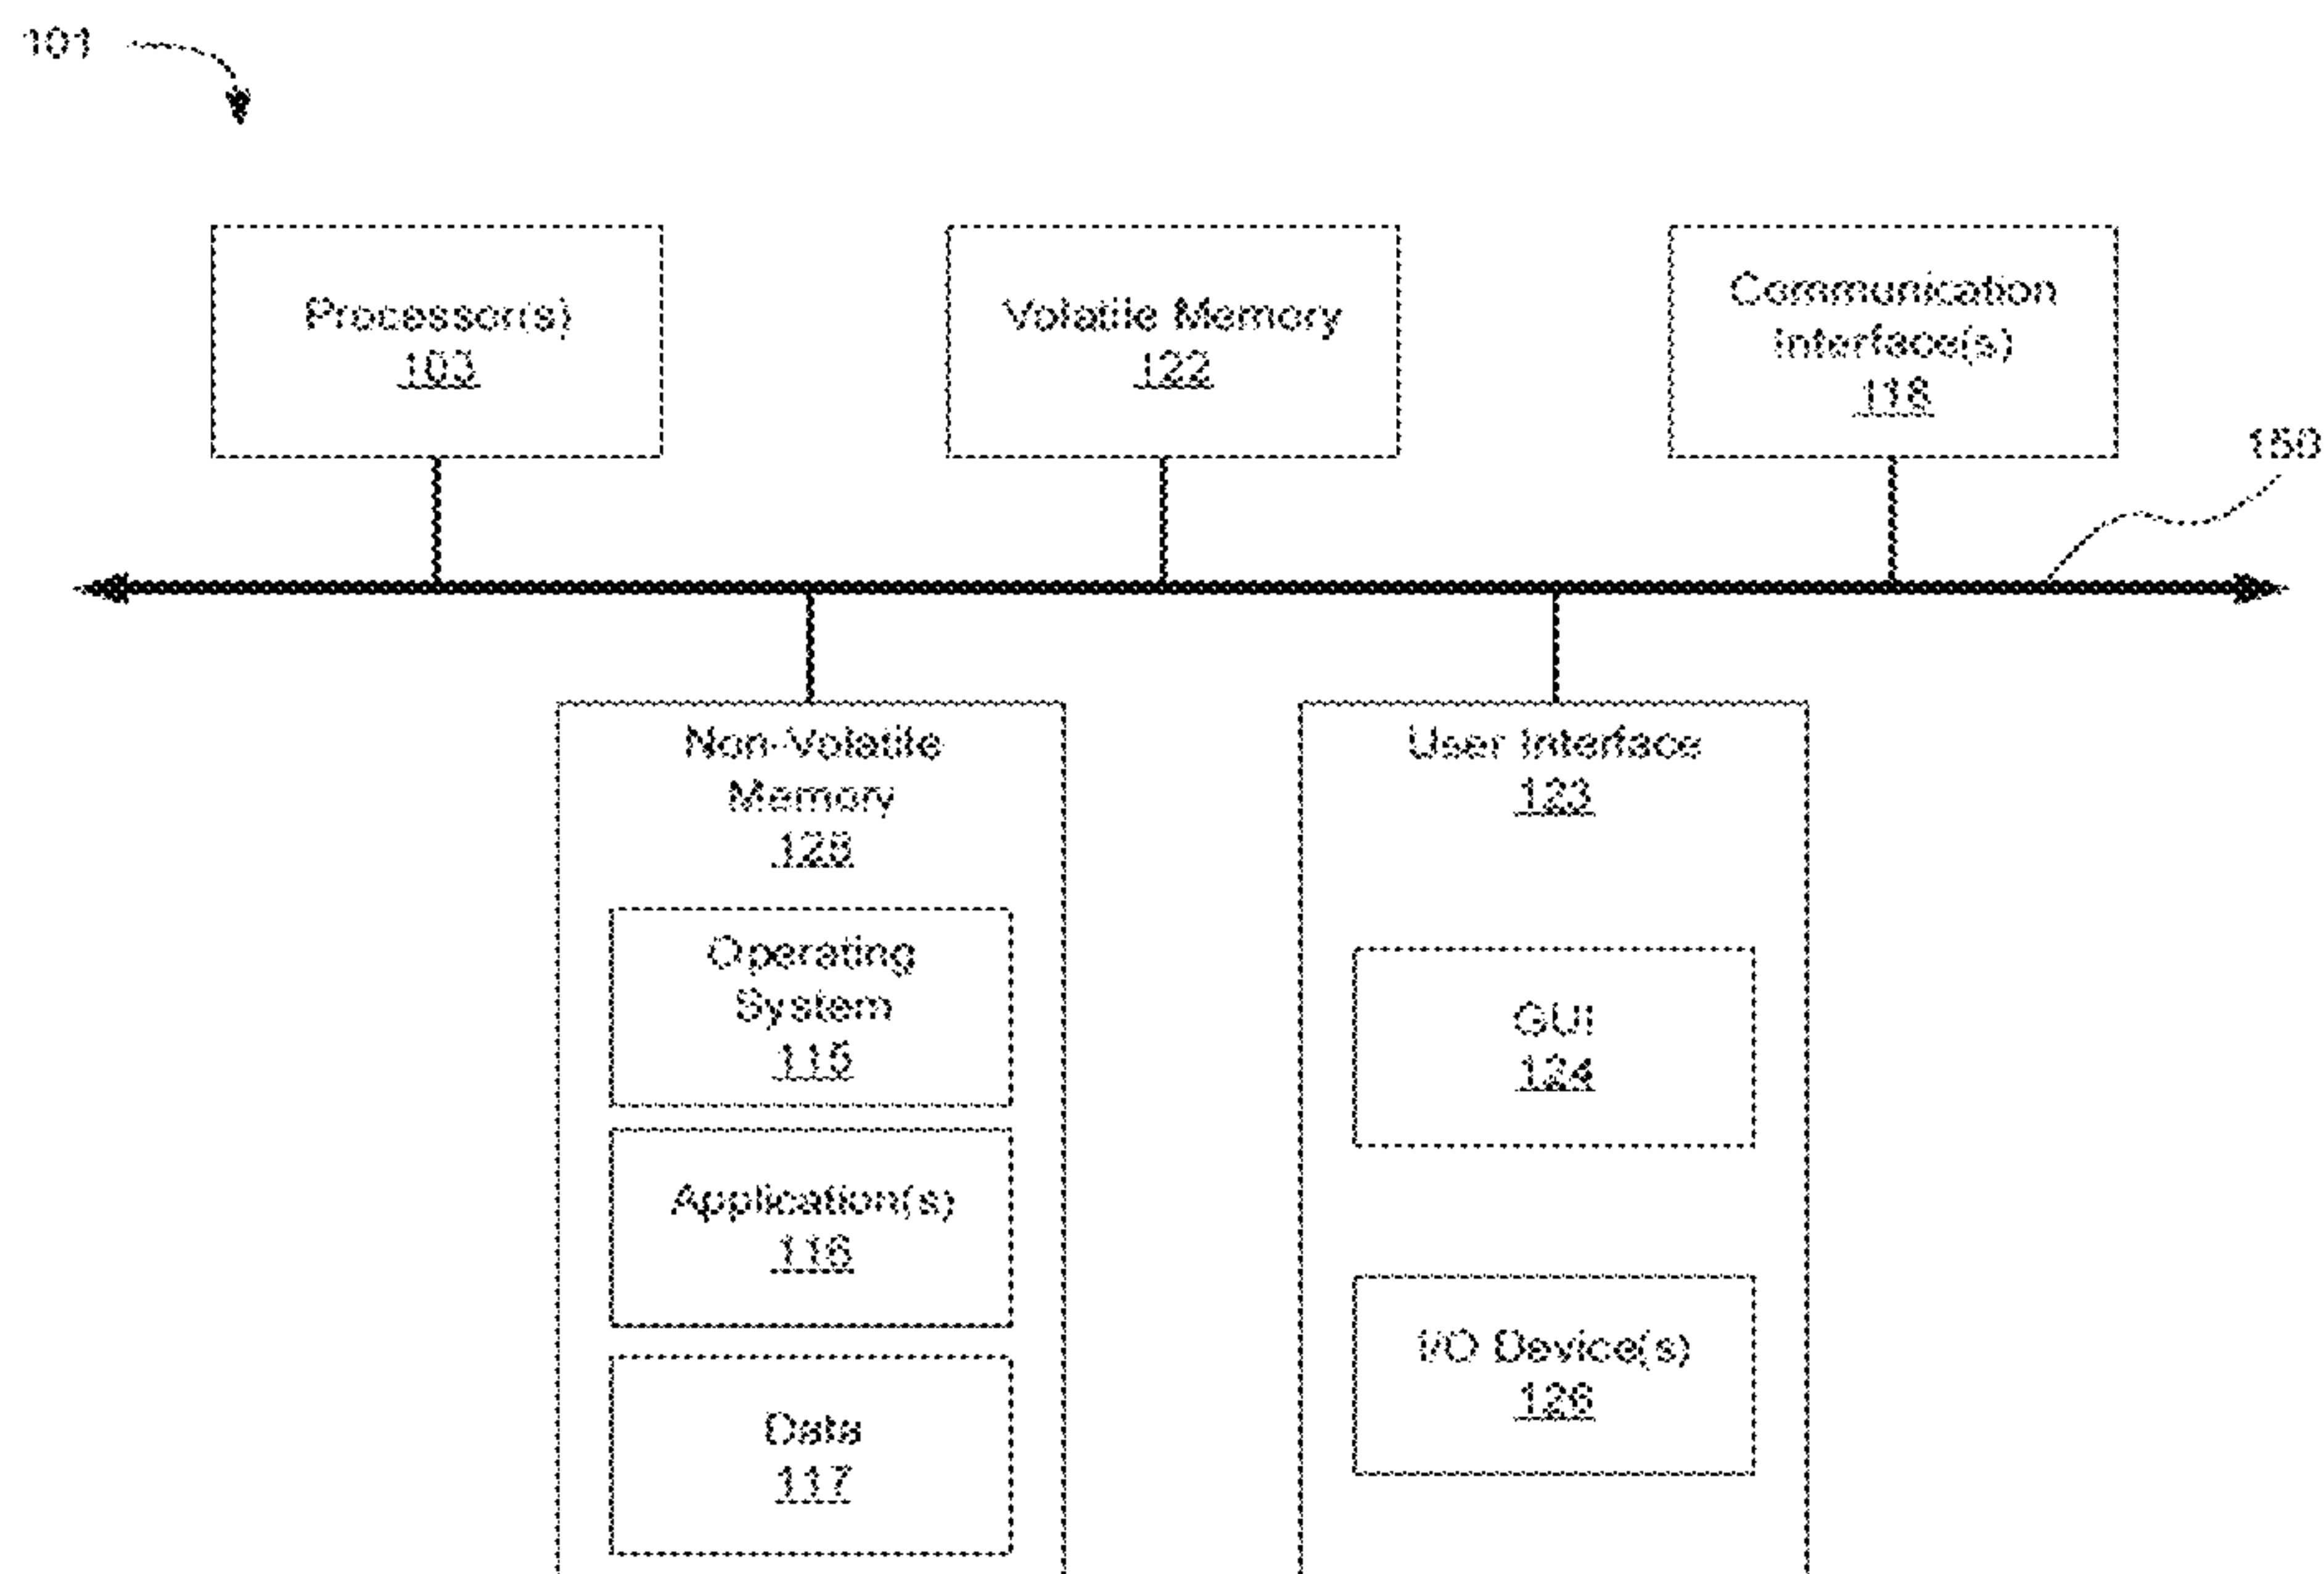 101
Processor(s)
103
Volatile Memory
122
Communication
Interface(s)
118
150
Non-Volatile
Memory
128
User Interface
123
Operating
System
115
GUI
124
Application(s)
116
I/O Device(s)
126
Data
117